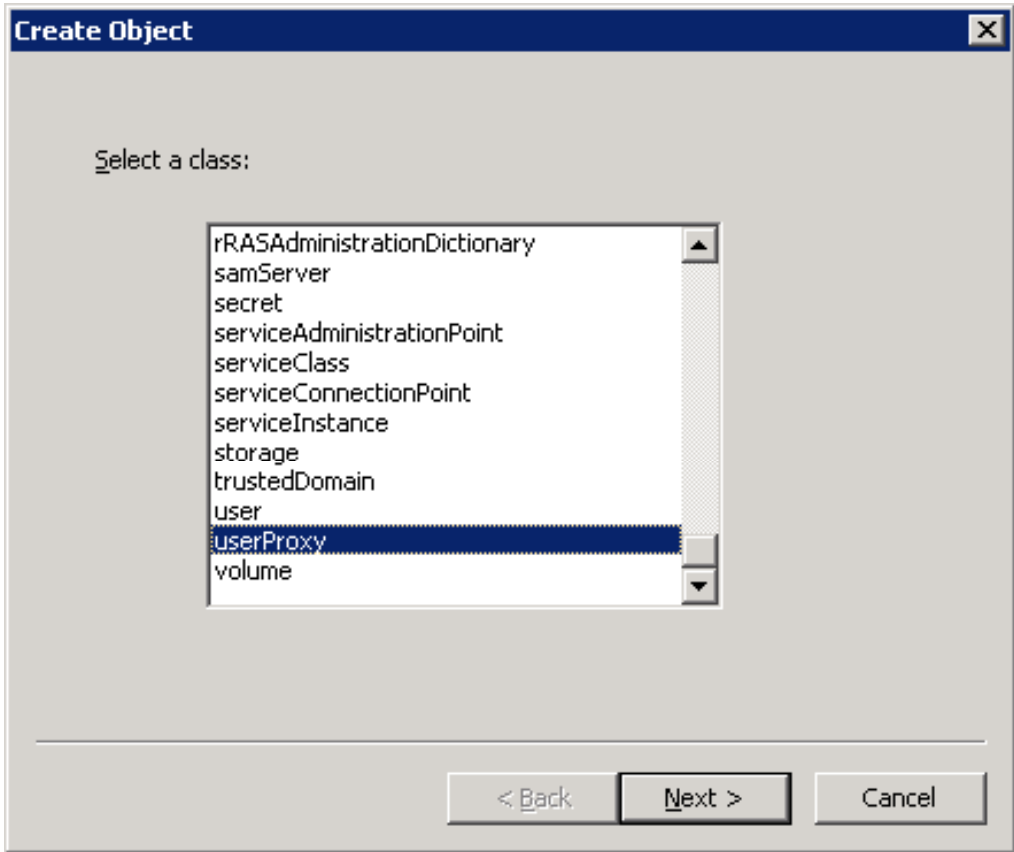 Create Object
Select a class:
rRASAdministrationDictionary
samServer
secret
serviceAdministrationPoint
serviceClass
serviceConnectionPoint
serviceInstance
storage
trustedDomain
user
userProxy
volume
< Back Next > Cancel